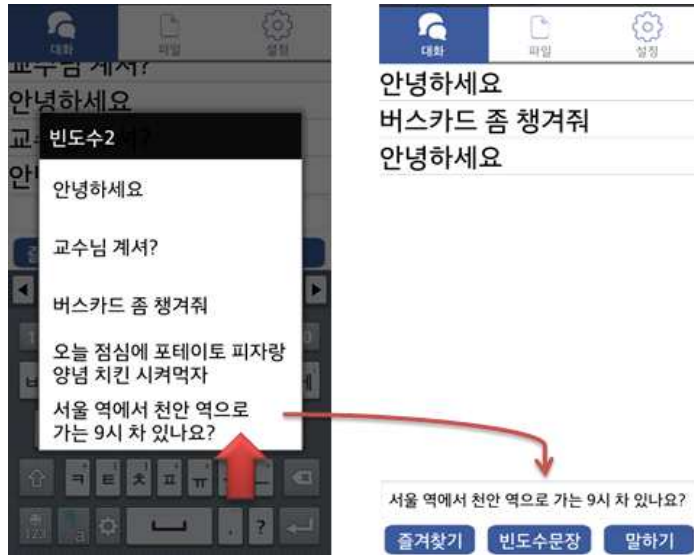 대화
파일
설정
교수님 계셔?
안녕하세요
빈도수2
안녕하세요
교수님 계셔?
버스카드 좀 챙겨줘
오늘 점심에 포테이토 피자랑
양념 치킨 시켜먹자
서울 역에서 천안 역으로
가는 9시 차 있나요?
ㅋ ㅌ ㅊ ㅍ ㅠ
123 a . ?
대화
파일
설정
안녕하세요
버스카드 좀 챙겨줘
안녕하세요
서울 역에서 천안 역으로 가는 9시 차 있나요?
즐겨찾기 빈도수문장 말하기